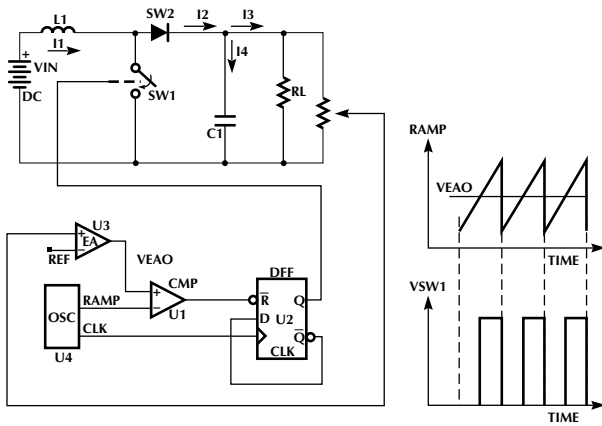 L1
SW2
I2
I3
I1
I4
+
VIN
DC
SW1
C1
RL
RAMP
VEAO
TIME
U3
+
EA
–
REF
VEAO
CMP
DFF
OSC
RAMP
CLK
U4
+
–
U1
R
Q
D
U2
Q
CLK
VSW1
TIME